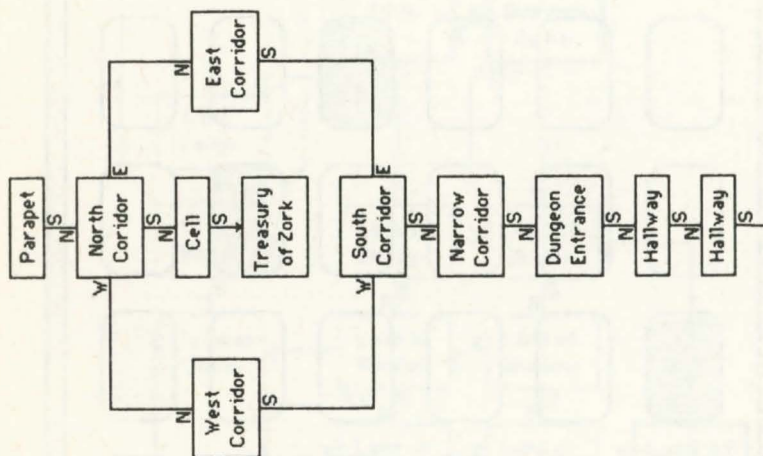 Parapet
S
N
North
Coridor
W
E
S
N
Cell
S
Treasury
of Zork
N
West
Corridor
S
N
East
Corridor
S
W
E
South
Corridor
S
N
Narrow
Corridor
S
N
Dungeon
Entrance
S
N
Hallway
S
N
Hallway
S